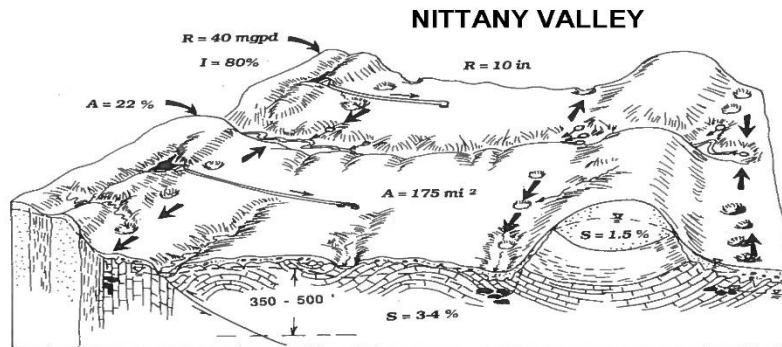 NITTANY VALLEY
R = 40 mgpd
I = 80%
R = 10 in
A = 22 %
A = 175 mi 2
S = 1.5 %
350 - 500 '
S = 3-4 %